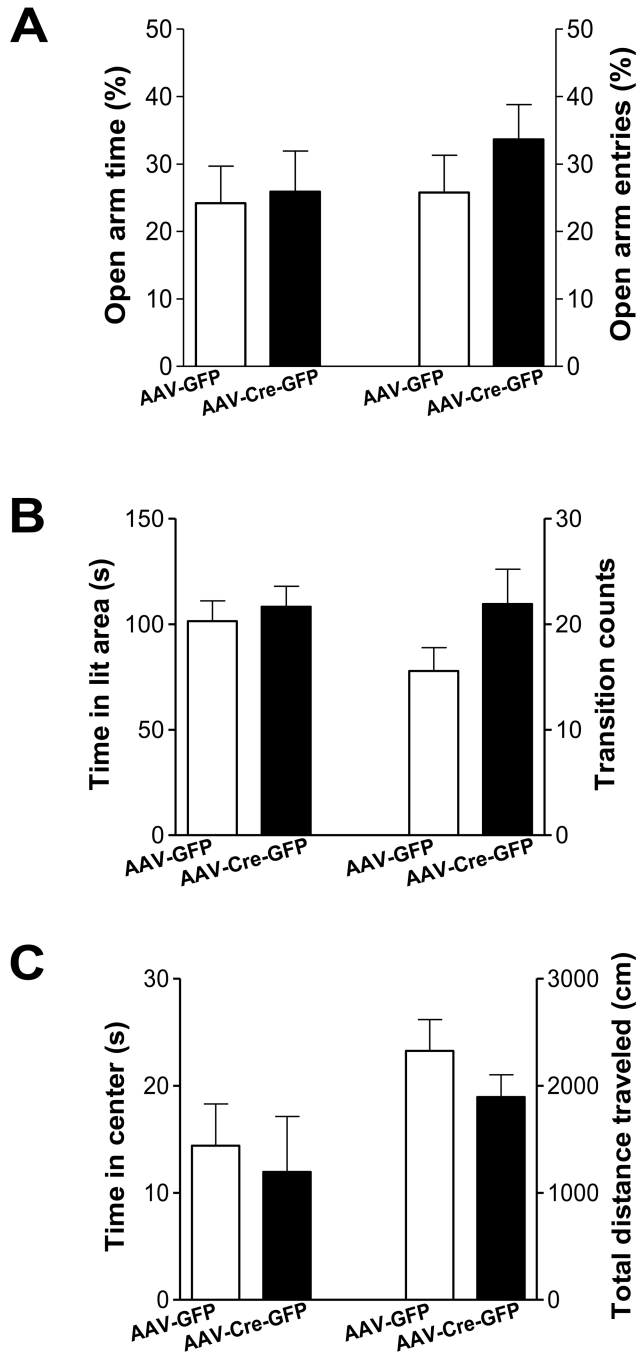 A
Open arm time (%)
50
40
30
20
10
0
50
40
30
20
10
0
Open arm entries (%)
AAV-GFP
AAV-Cre-GFP
AAV-GFP
AAV-Cre-GFP
B
Time in lit area (s)
150
100
50
0
30
20
10
0
Transition counts
AAV-GFP
AAV-Cre-GFP
AAV-GFP
AAV-Cre-GFP
C
Time in center (s)
30
20
10
0
3000
2000
1000
0
Total distance traveled (cm)
AAV-GFP
AAV-Cre-GFP
AAV-GFP
AAV-Cre-GFP